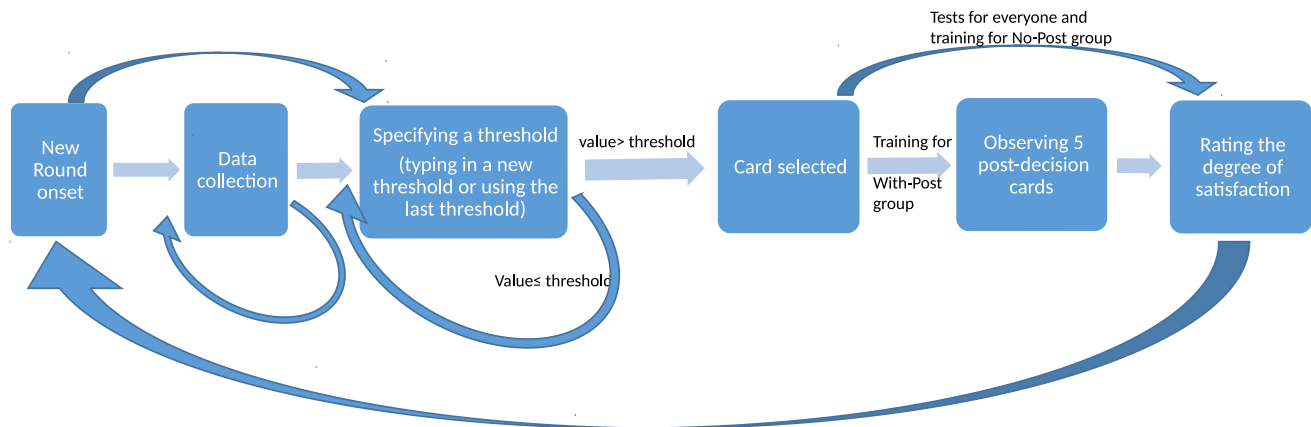 Tests for everyone and
training for No-Post group
New
Round
onset
Data
collection
Specifying a threshold
(typing in a new
threshold or using the
last threshold)
value> threshold
Value≤ threshold
Card selected
Training for
With-Post
group
Observing 5
post-decision
cards
Rating the
degree of
satisfaction